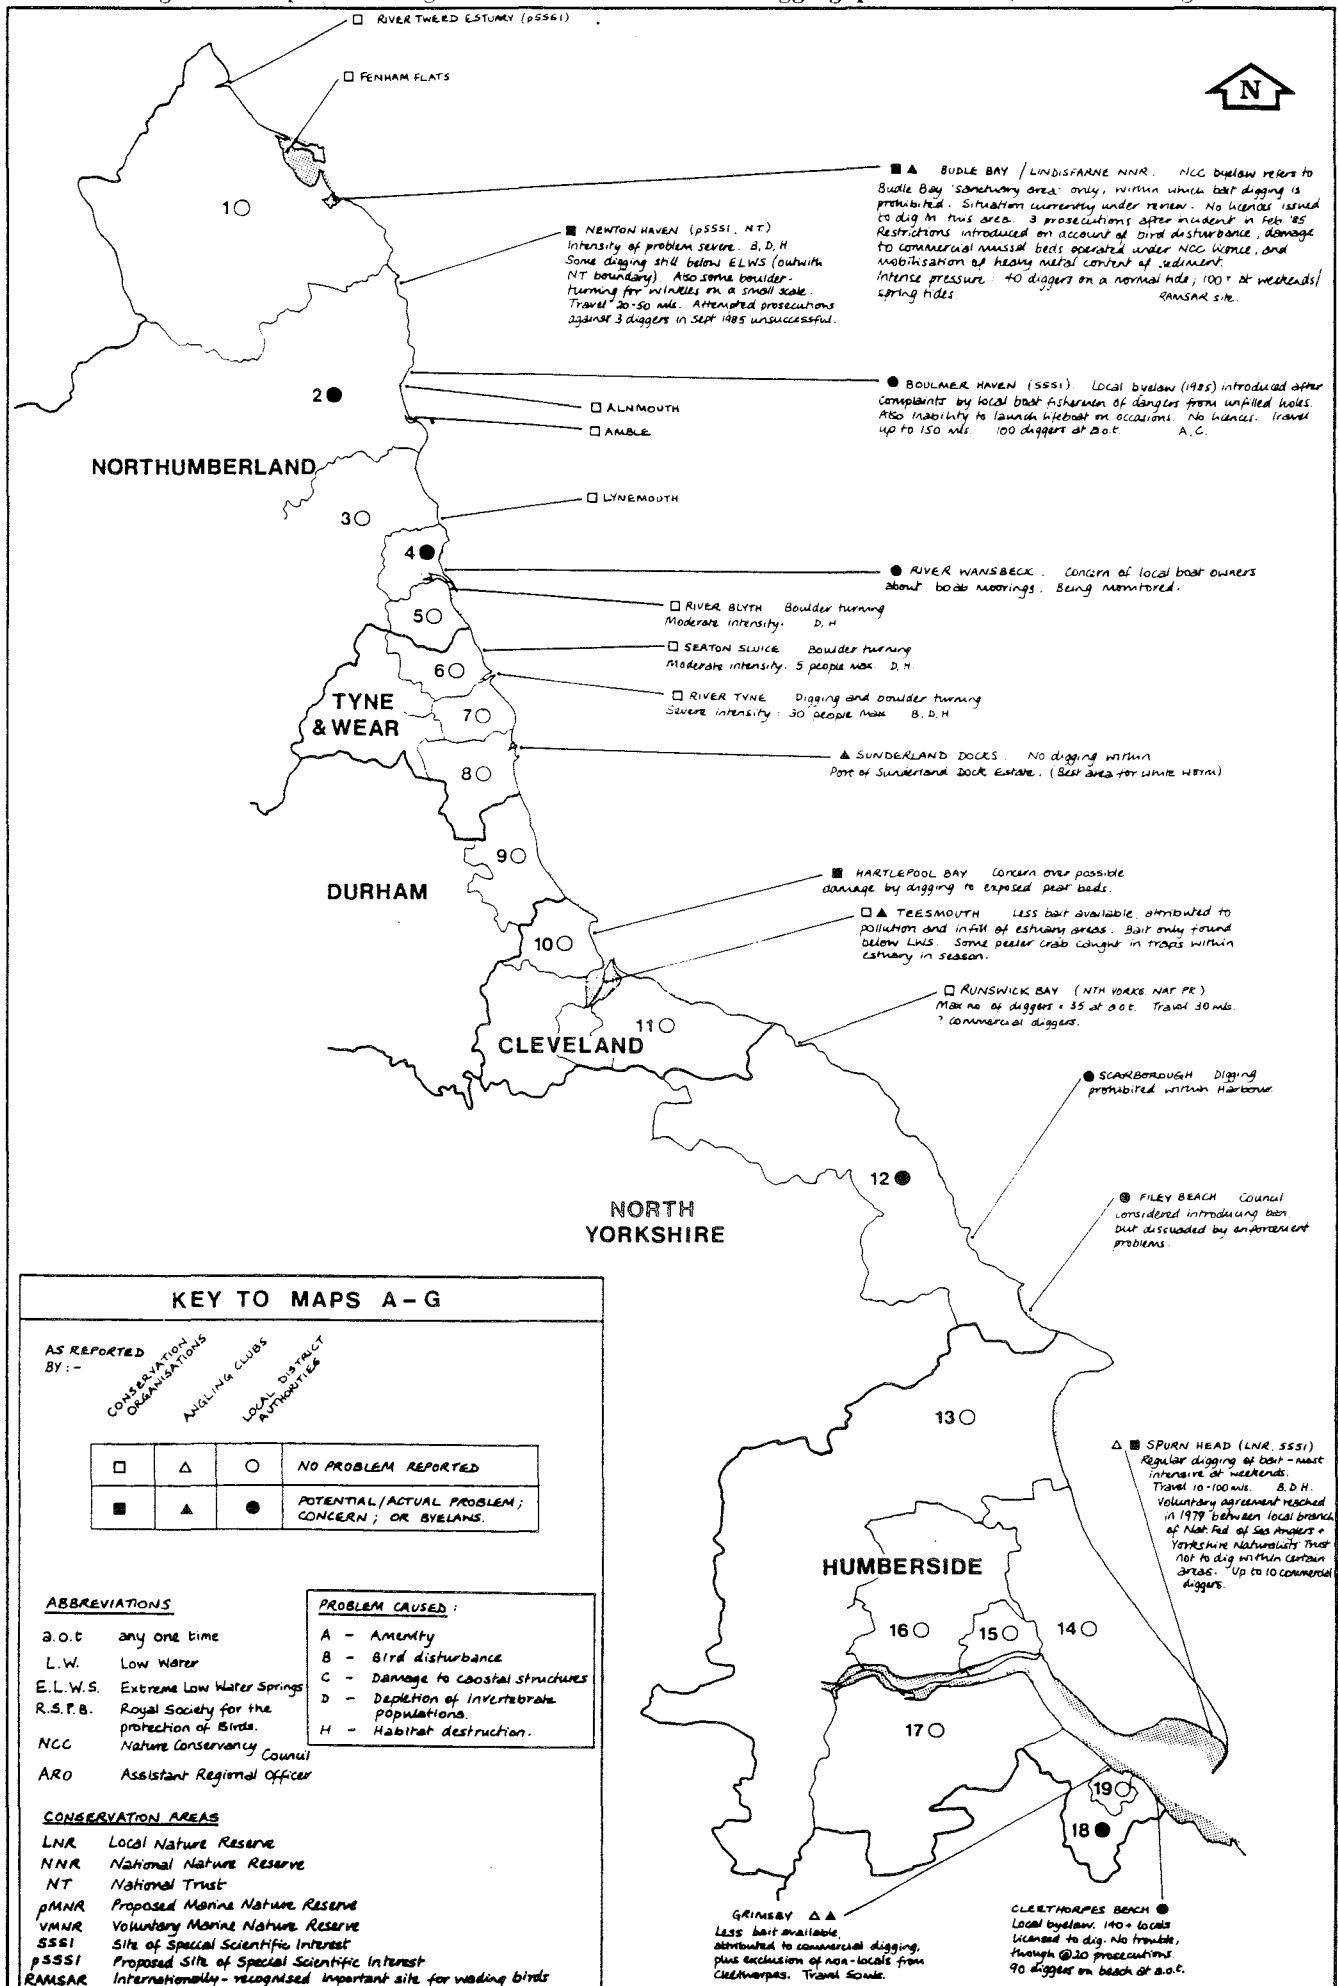 RIVER TWEED ESTUARY (pSSSI)
FENHAM FLATS
N
BUDLE BAY / LINDISFARNE NNR. NCC byelaw refers to
Budle Bay 'sanctuary area' only, within which bait digging is
prohibited. Situation currently under review. No licences issued
to dig in this area. 3 prosecutions after incident in Feb '85
Restrictions introduced on account of bird disturbance, damage
to commercial mussel beds operated under NCC licence, and
mobilisation of heavy metal content of sediment.
Intense pressure: 40 diggers on a normal tide; 100+ at weekends/
spring tides. RAMSAR site.
1
NEWTON HAVEN (pSSSI, NT)
Intensity of problem severe. B, D, H
Some digging still below ELWS (outwith
NT boundary). Also some boulder-
turning for winkles on a small scale.
Travel 20-50 mls. Attempted prosecutions
against 3 diggers in Sept 1985 unsuccessful.
2
BOULMER HAVEN (SSSI). Local byelaw (1985) introduced after
complaints by local boat fishermen of dangers from unfilled holes.
Also inability to launch lifeboat on occasions. No licences. Travel
up to 150 mls. 100 diggers at a.o.t. A, C.
ALNMOUTH
AMBLE
NORTHUMBERLAND
LYNEMOUTH
3
4
RIVER WANSBECK. Concern of local boat owners
about boat moorings. Being monitored.
RIVER BLYTH Boulder turning
Moderate intensity. D, H
5
SEATON SLUICE Boulder turning
Moderate intensity. 5 people max. D, H.
6
RIVER TYNE Digging and boulder turning
Severe intensity: 30 people max B, D, H
TYNE
& WEAR
7
SUNDERLAND DOCKS. No digging within
Port of Sunderland Dock Estate. (Best area for white worm)
8
9
DURHAM
HARTLEPOOL BAY Concern over possible
damage by digging to exposed peat beds.
TEESMOUTH Less bait available, attributed to
pollution and infill of estuary areas. Bait only found
below LWS. Some peeler crab caught in traps within
estuary in season.
10
RUNSWICK BAY (NTH YORKS. NAT PK)
Max no of diggers = 35 at a.o.t. Travel 30 mls.
? commercial diggers.
11
CLEVELAND
SCARBOROUGH Digging
prohibited within Harbour
12
NORTH
YORKSHIRE
FILEY BEACH Council
considered introducing ban
but dissuaded by enforcement
problems.
KEY TO MAPS A-G
AS REPORTED
BY:-
CONSERVATION
ORGANISATIONS
ANGLING CLUBS
LOCAL DISTRICT
AUTHORITIES
NO PROBLEM REPORTED
POTENTIAL/ACTUAL PROBLEM;
CONCERN; OR BYELAWS.
ABBREVIATIONS
a.o.t any one time
L.W. Low Water
E.L.W.S. Extreme Low Water Springs
R.S.P.B. Royal Society for the
protection of Birds.
NCC Nature Conservancy Council
ARO Assistant Regional Officer
PROBLEM CAUSED:
A - Amenity
B - Bird disturbance
C - Damage to coastal structures
D - Depletion of invertebrate
populations.
H - Habitat destruction.
CONSERVATION AREAS
LNR Local Nature Reserve
NNR National Nature Reserve
NT National Trust
pMNR Proposed Marine Nature Reserve
VMNR Voluntary Marine Nature Reserve
SSSI Site of Special Scientific Interest
pSSSI Proposed Site of Special Scientific Interest
RAMSAR Internationally-recognised important site for wading birds
13
SPURN HEAD (LNR, SSSI)
Regular digging of bait - most
intensive at weekends.
Travel 10-100 mls. B.D.H.
Voluntary agreement reached
in 1979 between local branch
of Nat. Fed. of Sea Anglers +
Yorkshire Naturalists Trust
not to dig within certain
areas. Up to 10 commercial
diggers.
HUMBERSIDE
16
15
14
17
19
18
GRIMSBY
Less bait available,
attributed to commercial digging,
plus exclusion of non-locals from
Cleethorpes. Travel 50mls.
CLEETHORPES BEACH
Local byelaw. 140+ locals
licensed to dig. No trouble,
though @20 prosecutions.
90 diggers on beach at a.o.t.